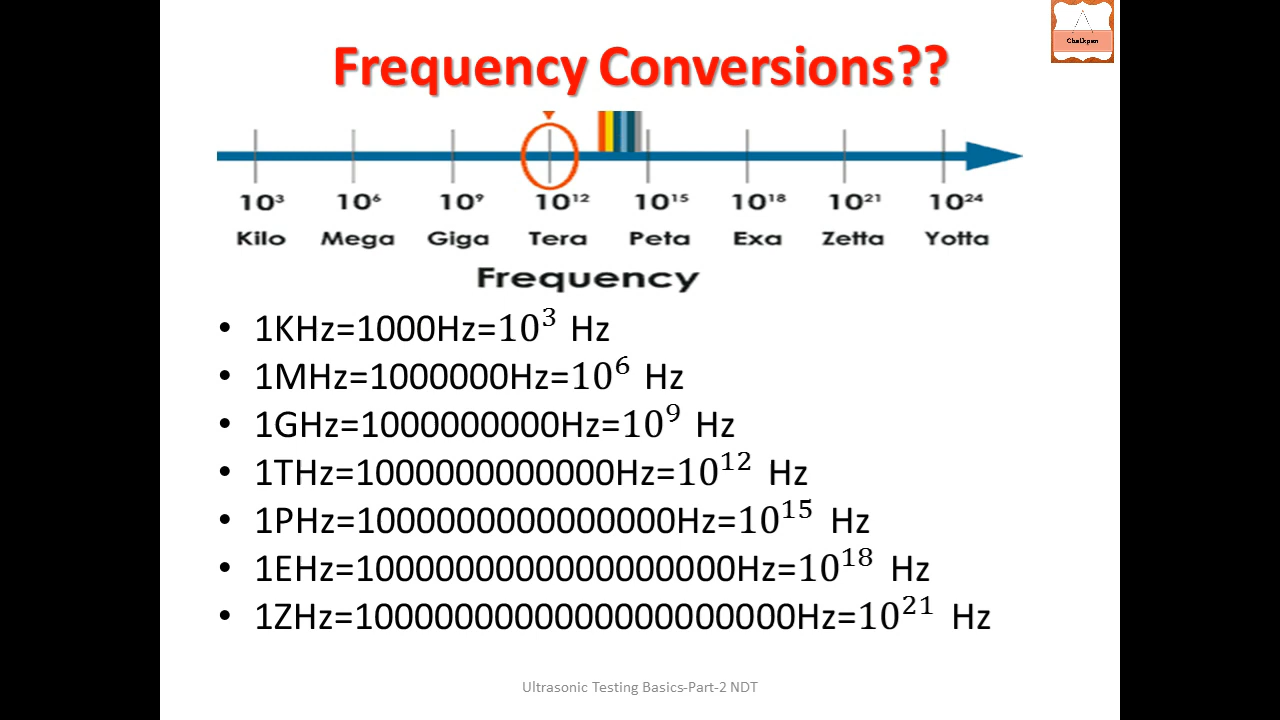 Chalkpen
Frequency Conversions??
10³ 10⁶ 10⁹ 10¹² 10¹⁵ 10¹⁸ 10²¹ 10²⁴
Kilo Mega Giga Tera Peta Exa Zetta Yotta
Frequency
• 1KHz=1000Hz=10³ Hz
• 1MHz=1000000Hz=10⁶ Hz
• 1GHz=1000000000Hz=10⁹ Hz
• 1THz=1000000000000Hz=10¹² Hz
• 1PHz=1000000000000000Hz=10¹⁵ Hz
• 1EHz=1000000000000000000Hz=10¹⁸ Hz
• 1ZHz=1000000000000000000000Hz=10²¹ Hz
Ultrasonic Testing Basics-Part-2 NDT